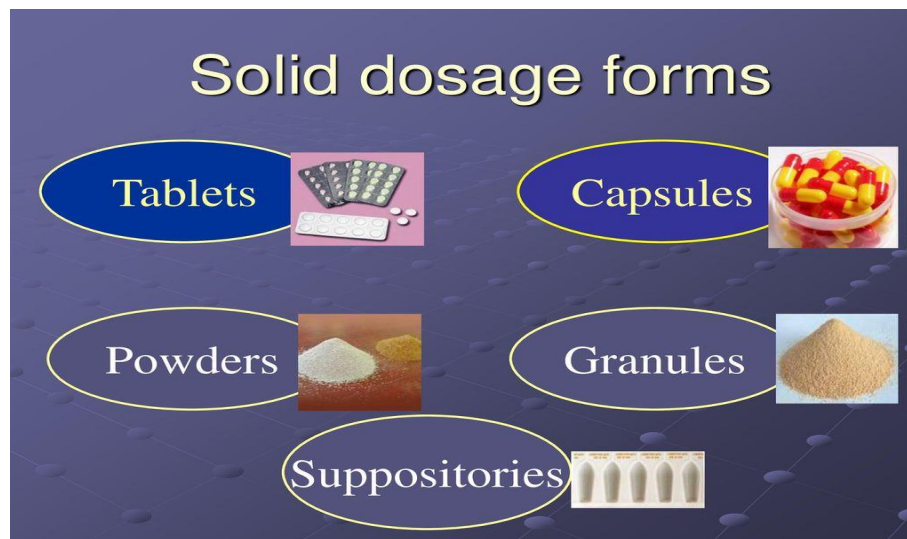 Solid dosage forms
Tablets
Capsules
Powders
Granules
Suppositories